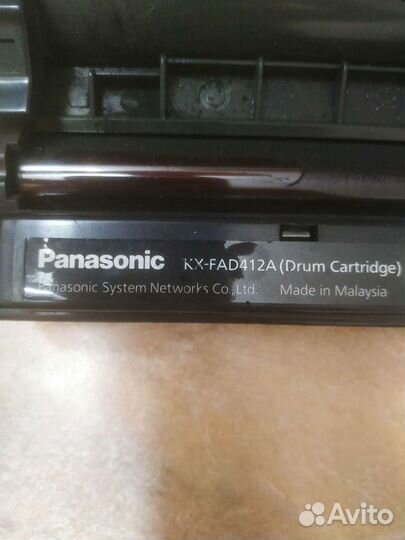 Panasonic KX-FAD412A (Drum Cartridge)
Panasonic System Networks Co., Ltd. Made in Malaysia
Avito